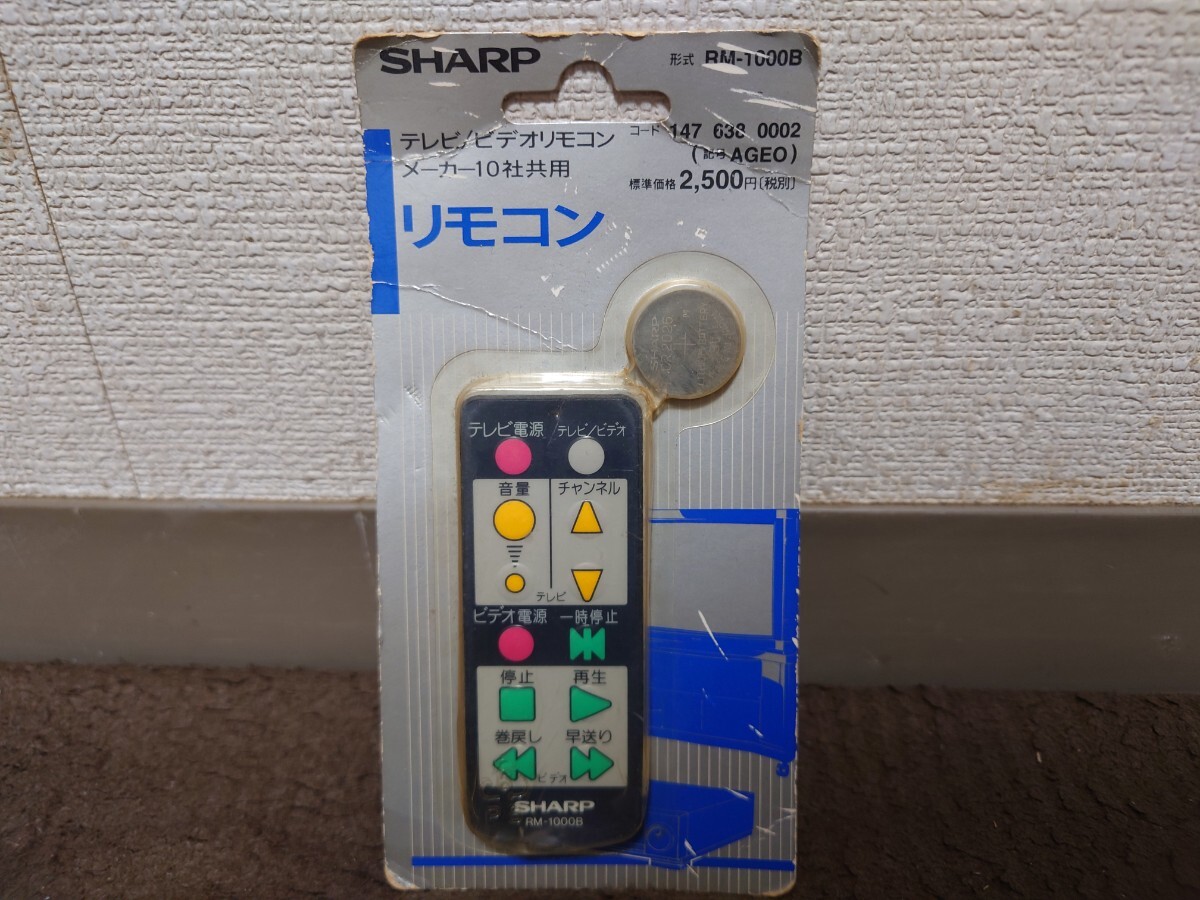 SHARP
形式 RM-1000B
テレビ/ビデオリモコン
メーカー10社共用
コード 147 638 0002
(記号 AGEO)
標準価格 2,500円〔税別〕
リモコン
SHARP
CR2025
テレビ電源 テレビ/ビデオ
音量 チャンネル
テレビ
ビデオ電源 一時停止
停止 再生
巻戻し 早送り
ビデオ
SHARP
RM-1000B